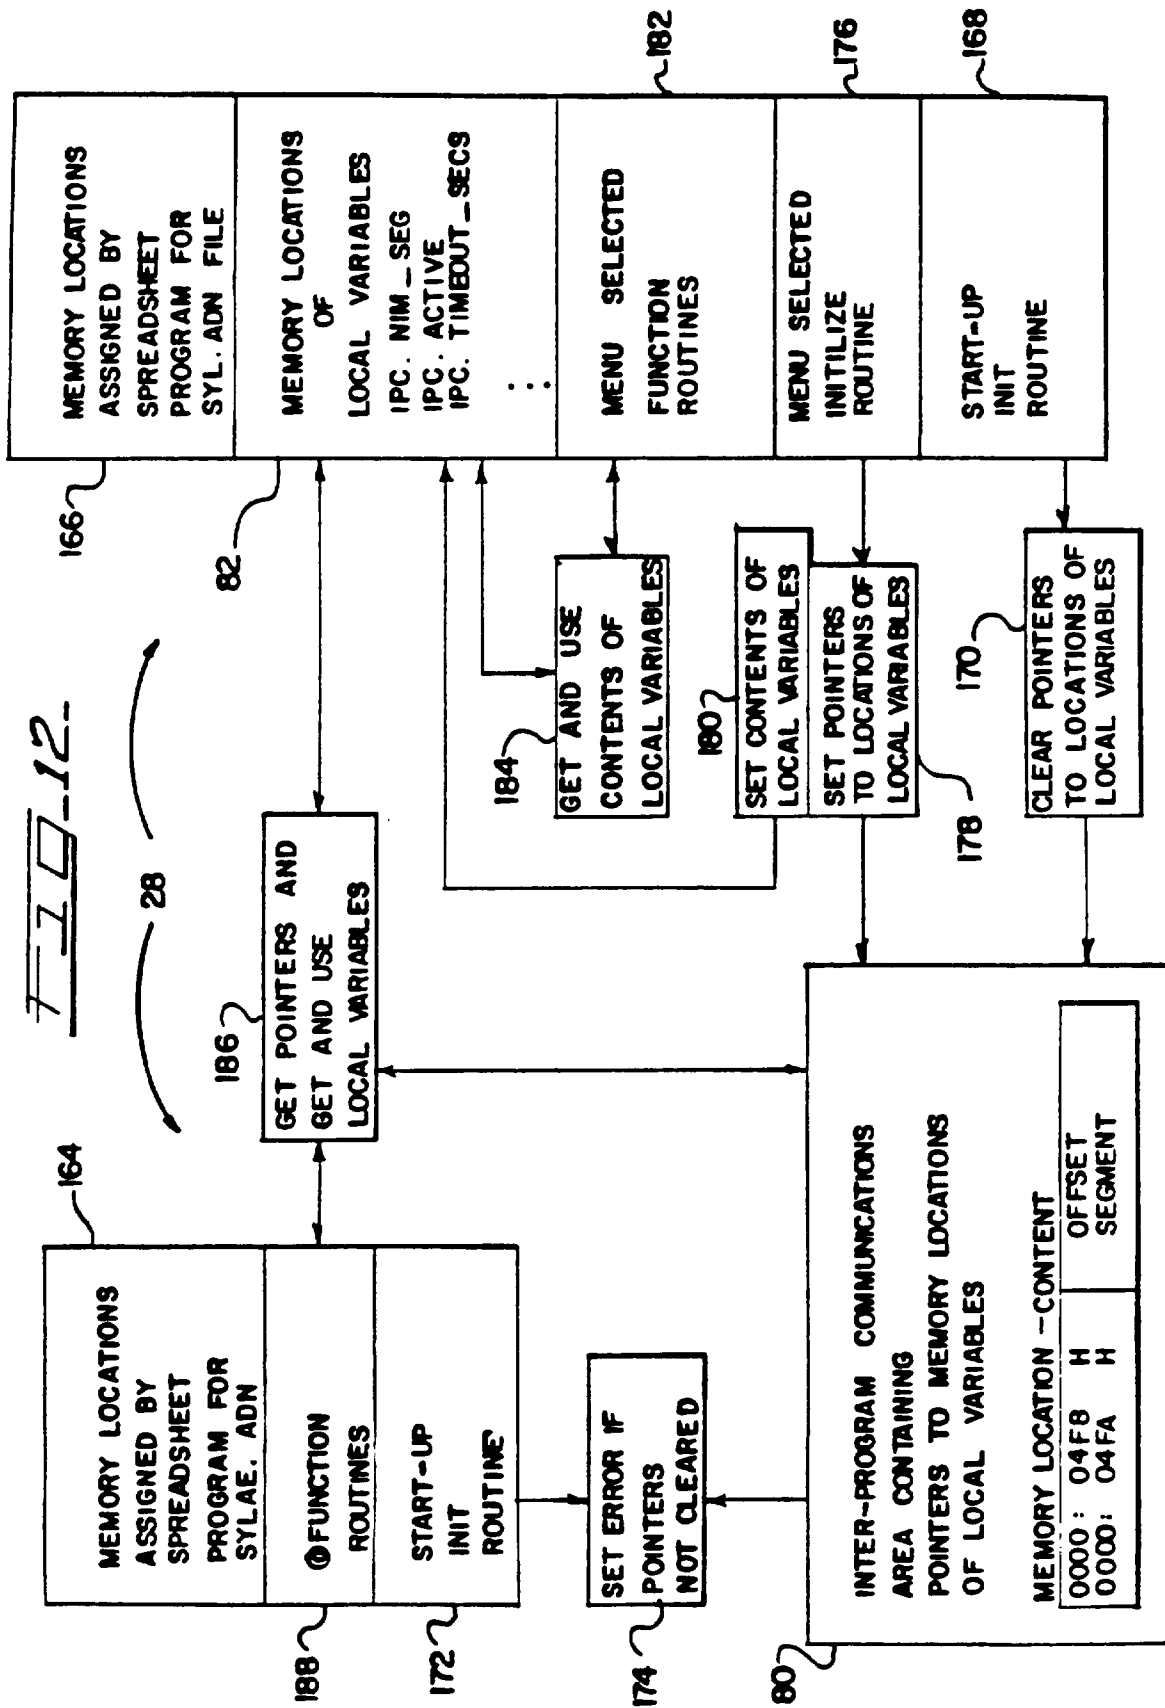 FIG-12
28
164
MEMORY LOCATIONS
ASSIGNED BY
SPREADSHEET
PROGRAM FOR
SYLAE. ADN
188
@FUNCTION
ROUTINES
172
START-UP
INIT
ROUTINE
186
GET POINTERS AND
GET AND USE
LOCAL VARIABLES
166
MEMORY LOCATIONS
ASSIGNED BY
SPREADSHEET
PROGRAM FOR
SYL. ADN FILE
82
MEMORY LOCATIONS
OF
LOCAL VARIABLES
IPC. NIM_SEG
IPC. ACTIVE
IPC. TIMEOUT_SECS
...
182
MENU SELECTED
FUNCTION
ROUTINES
176
MENU SELECTED
INITILIZE
ROUTINE
168
START-UP
INIT
ROUTINE
184
GET AND USE
CONTENTS OF
LOCAL VARIABLES
180
SET CONTENTS OF
LOCAL VARIABLES
SET POINTERS
TO LOCATIONS OF
LOCAL VARIABLES
178
170
CLEAR POINTERS
TO LOCATIONS OF
LOCAL VARIABLES
174
SET ERROR IF
POINTERS
NOT CLEARED
80
INTER-PROGRAM COMMUNICATIONS
AREA CONTAINING
POINTERS TO MEMORY LOCATIONS
OF LOCAL VARIABLES
MEMORY LOCATION -CONTENT
0000: 04F8 H OFFSET
0000: 04FA H SEGMENT